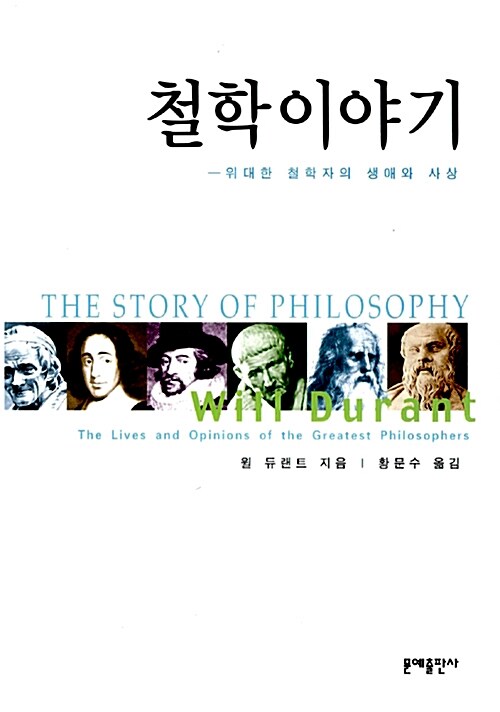 철학이야기
—위대한 철학자의 생애와 사상
THE STORY OF PHILOSOPHY
Will Durant
The Lives and Opinions of the Greatest Philosophers
윌 듀랜트 지음 | 황문수 옮김
문예출판사